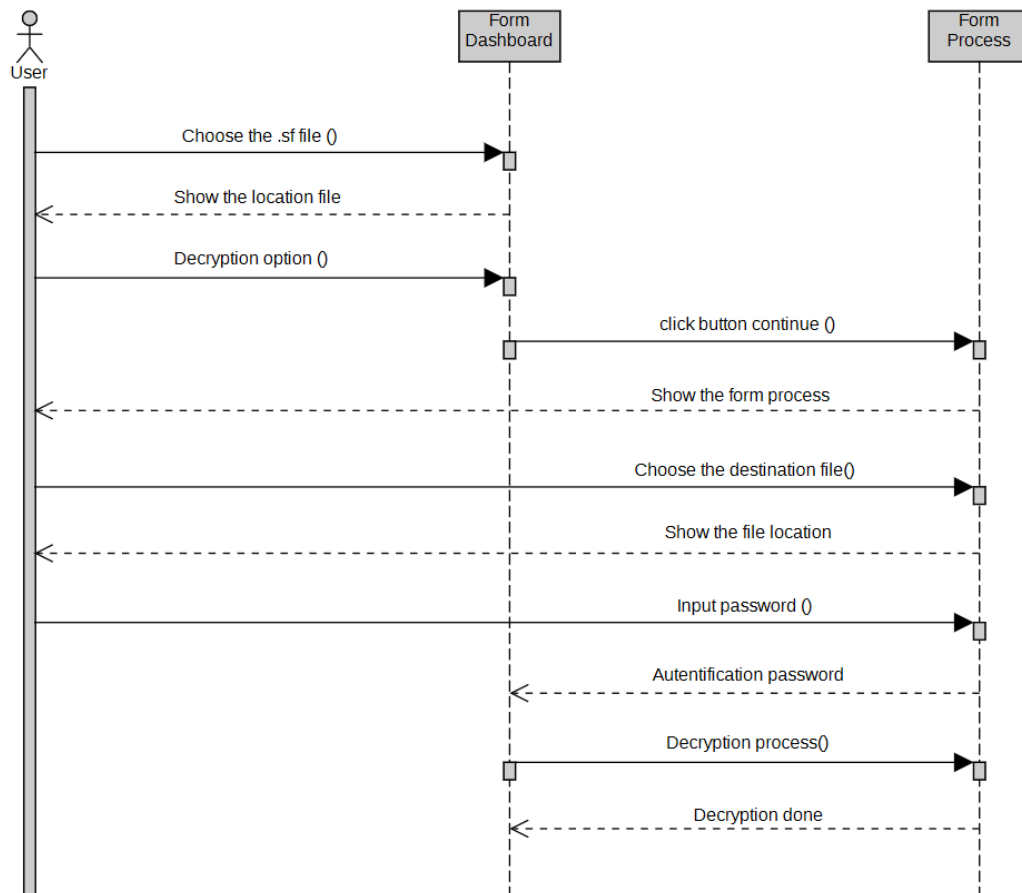 User
Form
Dashboard
Form
Process
Choose the .sf file ()
Show the location file
Decryption option ()
click button continue ()
Show the form process
Choose the destination file()
Show the file location
Input password ()
Autentification password
Decryption process()
Decryption done